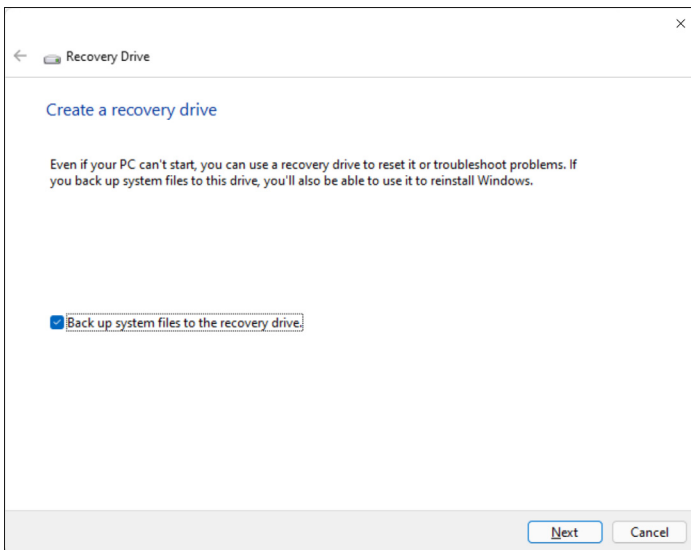 Recovery Drive
Create a recovery drive
Even if your PC can't start, you can use a recovery drive to reset it or troubleshoot problems. If
you back up system files to this drive, you'll also be able to use it to reinstall Windows.
Back up system files to the recovery drive.
Next
Cancel